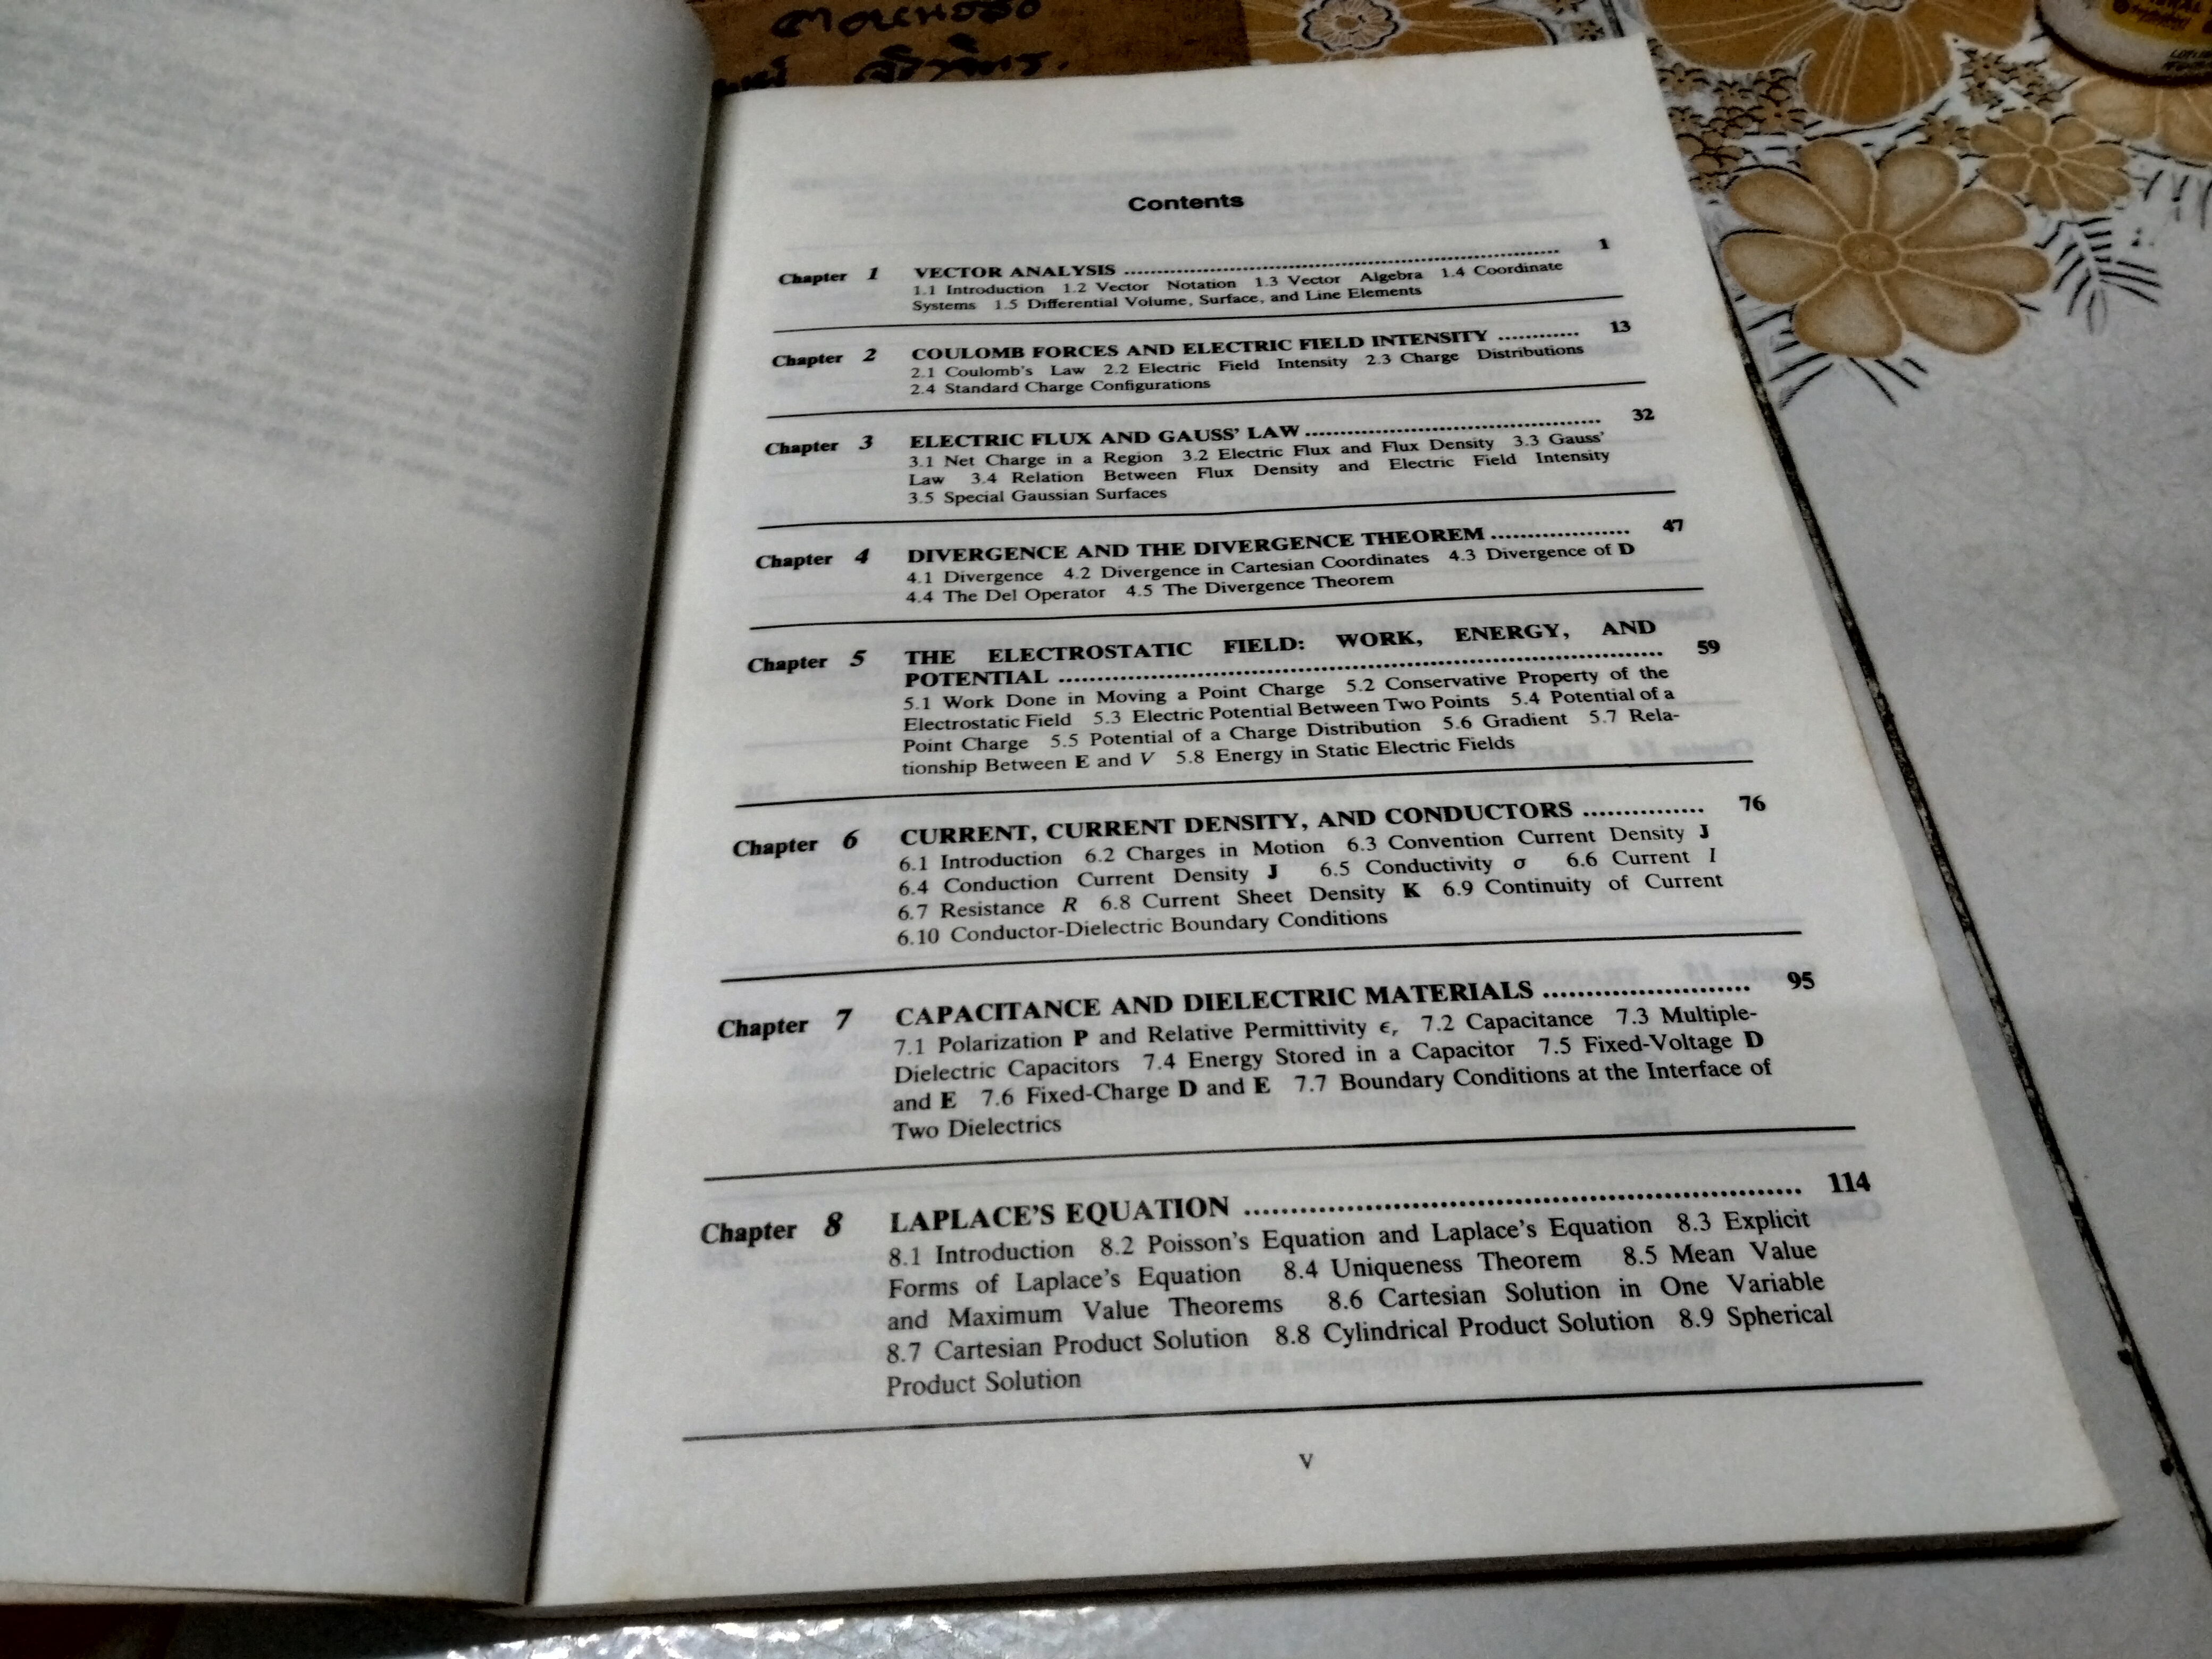 Contents
Chapter 1 VECTOR ANALYSIS ........................ 1
1.1 Introduction 1.2 Vector Notation 1.3 Vector Algebra 1.4 Coordinate
Systems 1.5 Differential Volume, Surface, and Line Elements
Chapter 2 COULOMB FORCES AND ELECTRIC FIELD INTENSITY ............ 13
2.1 Coulomb's Law 2.2 Electric Field Intensity 2.3 Charge Distributions
2.4 Standard Charge Configurations
Chapter 3 ELECTRIC FLUX AND GAUSS' LAW ........................ 32
3.1 Net Charge in a Region 3.2 Electric Flux and Flux Density 3.3 Gauss'
Law 3.4 Relation Between Flux Density and Electric Field Intensity
3.5 Special Gaussian Surfaces
Chapter 4 DIVERGENCE AND THE DIVERGENCE THEOREM .................. 47
4.1 Divergence 4.2 Divergence in Cartesian Coordinates 4.3 Divergence of D
4.4 The Del Operator 4.5 The Divergence Theorem
Chapter 5 THE ELECTROSTATIC FIELD: WORK, ENERGY, AND
POTENTIAL ........................ 59
5.1 Work Done in Moving a Point Charge 5.2 Conservative Property of the
Electrostatic Field 5.3 Electric Potential Between Two Points 5.4 Potential of a
Point Charge 5.5 Potential of a Charge Distribution 5.6 Gradient 5.7 Rela-
tionship Between E and V 5.8 Energy in Static Electric Fields
Chapter 6 CURRENT, CURRENT DENSITY, AND CONDUCTORS ............... 76
6.1 Introduction 6.2 Charges in Motion 6.3 Convention Current Density J
6.4 Conduction Current Density J 6.5 Conductivity σ 6.6 Current I
6.7 Resistance R 6.8 Current Sheet Density K 6.9 Continuity of Current
6.10 Conductor-Dielectric Boundary Conditions
Chapter 7 CAPACITANCE AND DIELECTRIC MATERIALS ........................ 95
7.1 Polarization P and Relative Permittivity ϵr 7.2 Capacitance 7.3 Multiple-
Dielectric Capacitors 7.4 Energy Stored in a Capacitor 7.5 Fixed-Voltage D
and E 7.6 Fixed-Charge D and E 7.7 Boundary Conditions at the Interface of
Two Dielectrics
Chapter 8 LAPLACE'S EQUATION ........................ 114
8.1 Introduction 8.2 Poisson's Equation and Laplace's Equation 8.3 Explicit
Forms of Laplace's Equation 8.4 Uniqueness Theorem 8.5 Mean Value
and Maximum Value Theorems 8.6 Cartesian Solution in One Variable
8.7 Cartesian Product Solution 8.8 Cylindrical Product Solution 8.9 Spherical
Product Solution
v